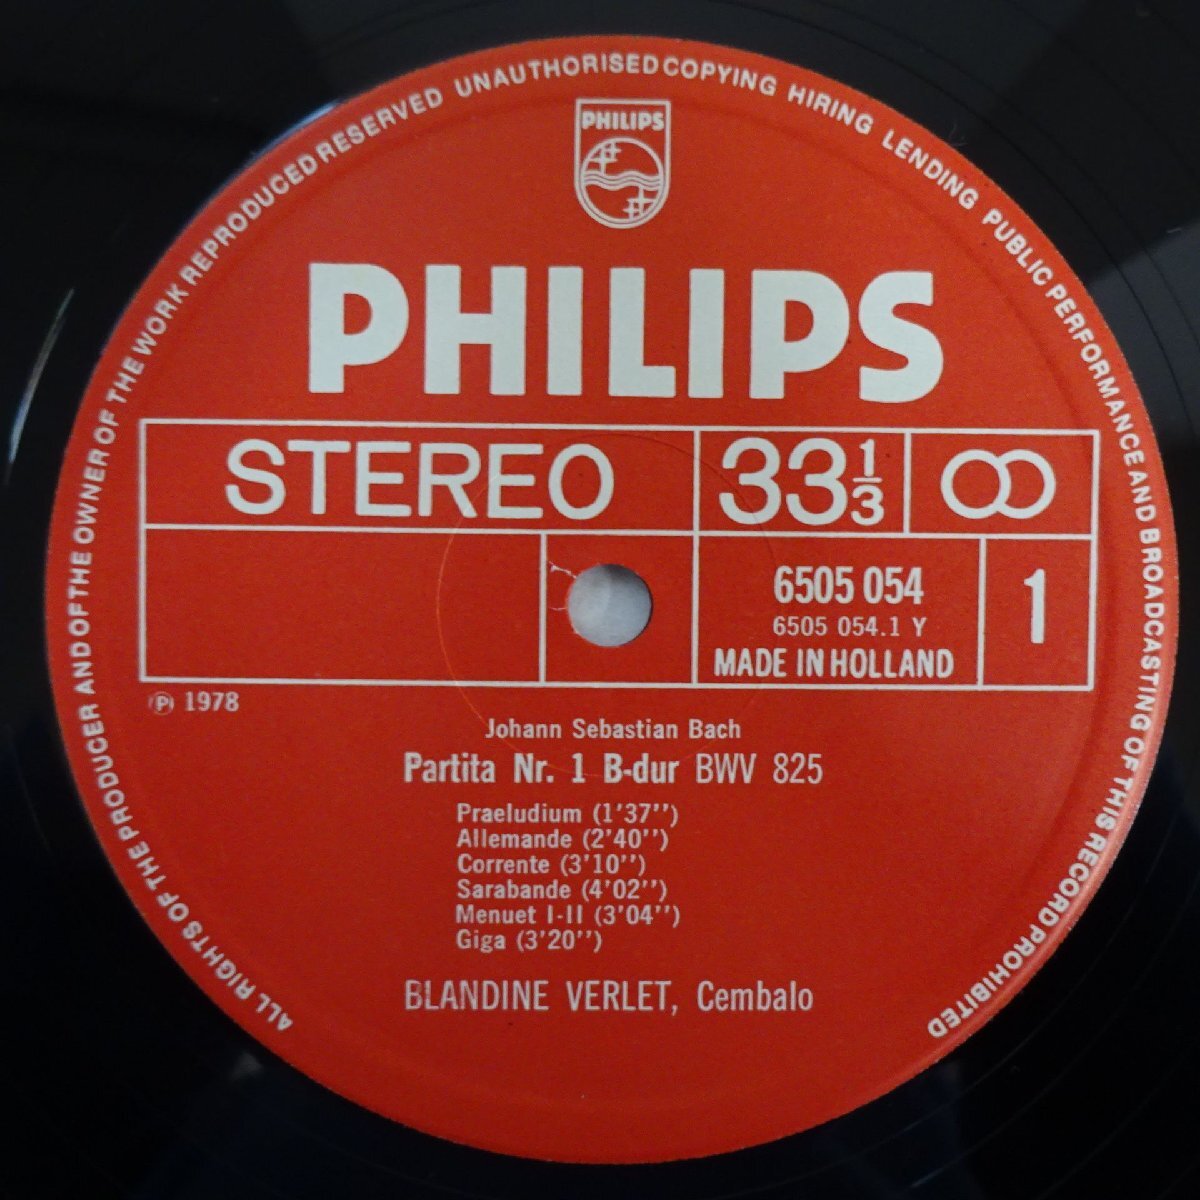 ALL RIGHTS OF THE PRODUCER AND OF THE OWNER OF THE WORK REPRODUCED RESERVED UNAUTHORISED COPYING HIRING LENDING PUBLIC PERFORMANCE AND BROADCASTING OF THIS RECORD PROHIBITED
PHILIPS
PHILIPS
STEREO 33 1/3
6505 054
6505 054.1 Y
MADE IN HOLLAND
1
℗ 1978
Johann Sebastian Bach
Partita Nr. 1 B-dur BWV 825
Praeludium (1'37'')
Allemande (2'40'')
Corrente (3'10'')
Sarabande (4'02'')
Menuet I-II (3'04'')
Giga (3'20'')
BLANDINE VERLET, Cembalo